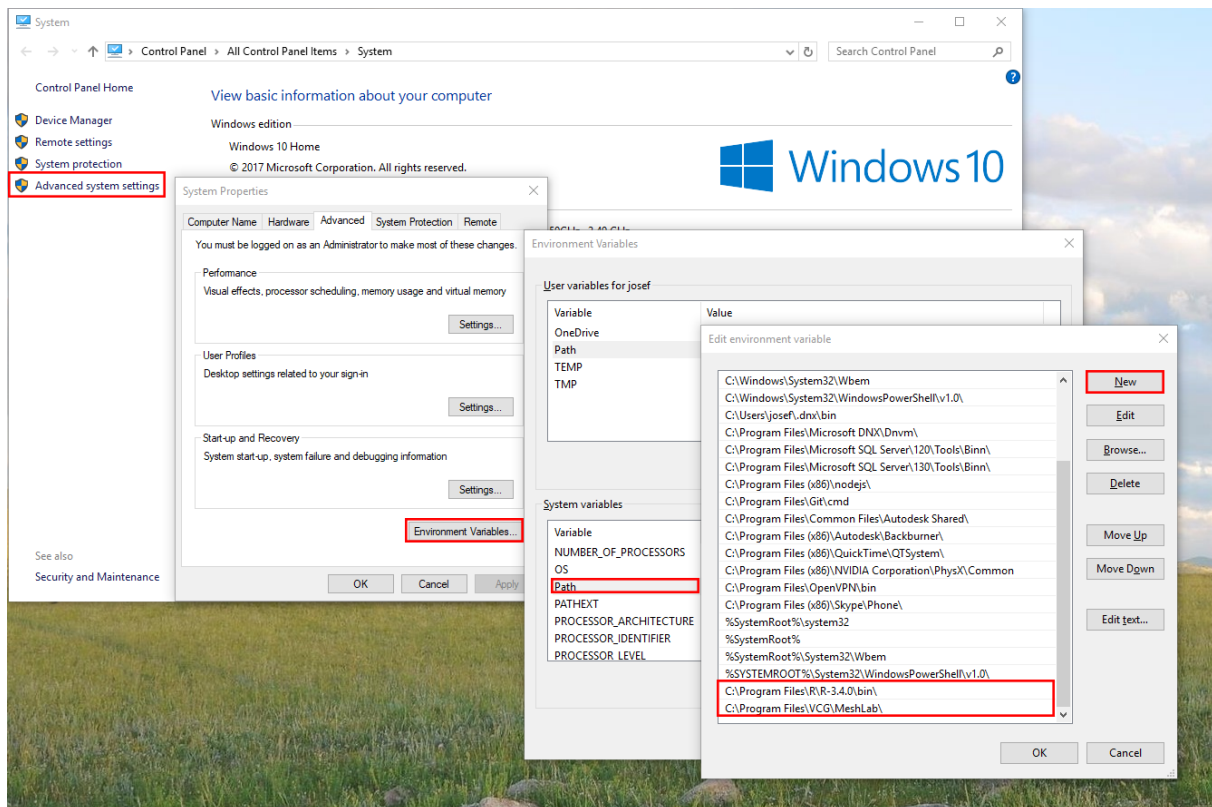 System
Control Panel > All Control Panel Items > System
Search Control Panel
Control Panel Home
Device Manager
Remote settings
System protection
Advanced system settings
See also
Security and Maintenance
View basic information about your computer
Windows edition
Windows 10 Home
© 2017 Microsoft Corporation. All rights reserved.
Windows 10
System Properties
Computer Name
Hardware
Advanced
System Protection
Remote
You must be logged on as an Administrator to make most of these changes.
Performance
Visual effects, processor scheduling, memory usage and virtual memory
Settings...
User Profiles
Desktop settings related to your sign-in
Settings...
Start-up and Recovery
System start-up, system failure and debugging information
Settings...
Environment Variables...
OK
Cancel
Apply
Environment Variables
User variables for josef
Variable Value
OneDrive
Path
TEMP
TMP
System variables
Variable
NUMBER_OF_PROCESSORS
OS
Path
PATHEXT
PROCESSOR_ARCHITECTURE
PROCESSOR_IDENTIFIER
PROCESSOR_LEVEL
Edit environment variable
C:\Windows\System32\Wbem
C:\Windows\System32\WindowsPowerShell\v1.0\
C:\Users\josef\.dnx\bin
C:\Program Files\Microsoft DNX\Dnvm\
C:\Program Files\Microsoft SQL Server\120\Tools\Binn\
C:\Program Files\Microsoft SQL Server\130\Tools\Binn\
C:\Program Files (x86)\nodejs\
C:\Program Files\Git\cmd
C:\Program Files\Common Files\Autodesk Shared\
C:\Program Files (x86)\Autodesk\Backburner\
C:\Program Files (x86)\QuickTime\QTSystem\
C:\Program Files (x86)\NVIDIA Corporation\PhysX\Common
C:\Program Files\OpenVPN\bin
C:\Program Files (x86)\Skype\Phone\
%SystemRoot%\system32
%SystemRoot%
%SystemRoot%\System32\Wbem
%SYSTEMROOT%\System32\WindowsPowerShell\v1.0\
C:\Program Files\R\R-3.4.0\bin\
C:\Program Files\VCG\MeshLab\
New
Edit
Browse...
Delete
Move Up
Move Down
Edit text...
OK
Cancel